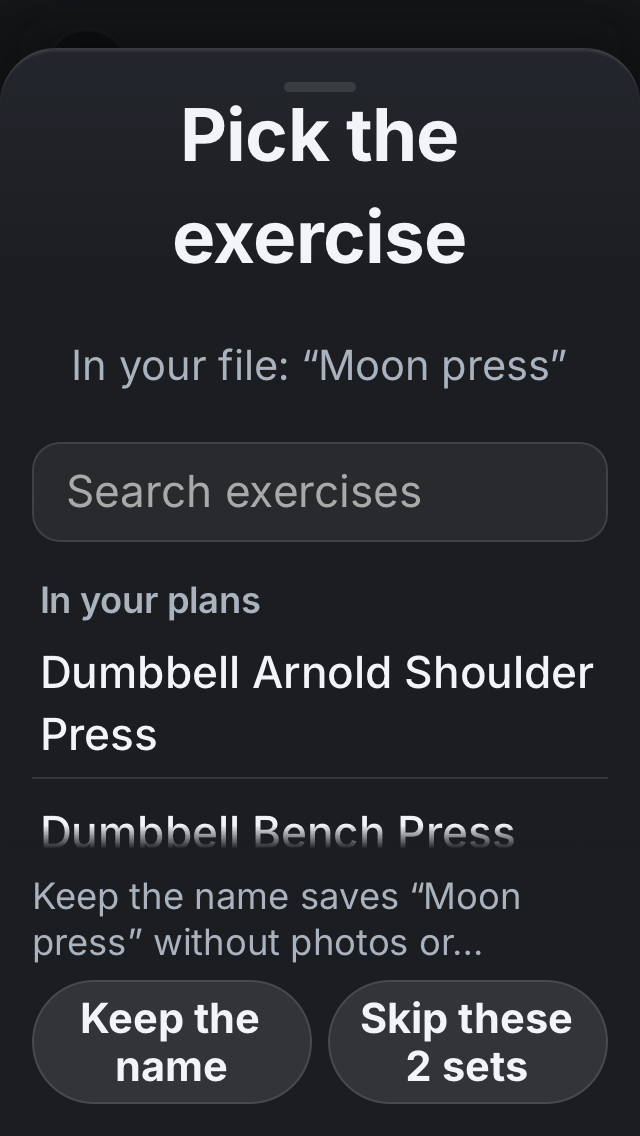 Pick the
exercise
In your file: “Moon press”
Search exercises
In your plans
Dumbbell Arnold Shoulder
Press
Dumbbell Bench Press
Keep the name saves “Moon
press” without photos or...
Keep the
name
Skip these
2 sets